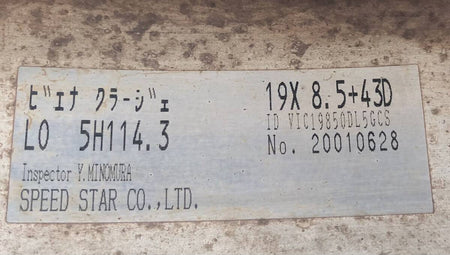 ビエナ クラージェ 19X 8.5+43D
LO 5H114.3 ID VIC19850DL5GCS
No. 20010628
Inspector Y.MINOMURA
SPEED STAR CO.,LTD.